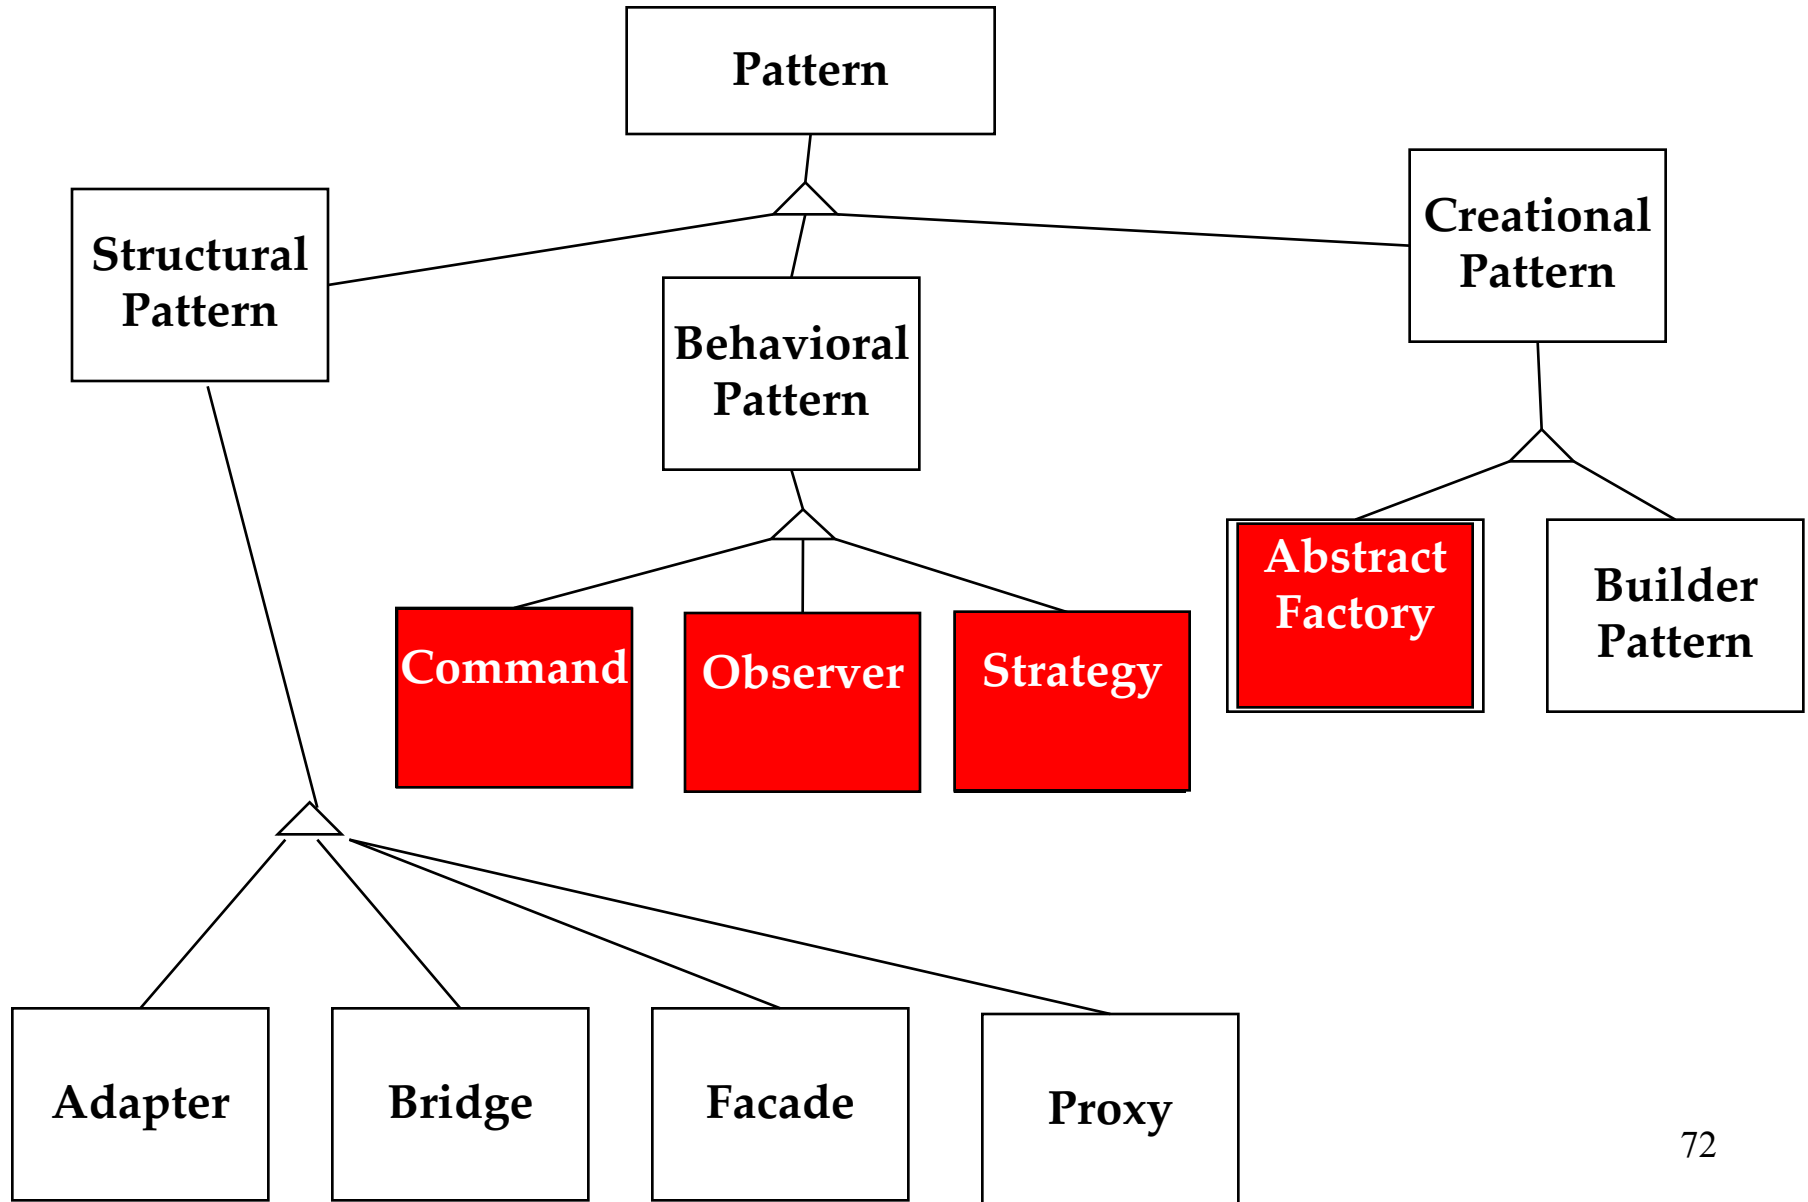 Pattern
Structural
Pattern
Behavioral
Pattern
Creational
Pattern
Command
Observer
Strategy
Abstract
Factory
Builder
Pattern
Adapter
Bridge
Facade
Proxy
72